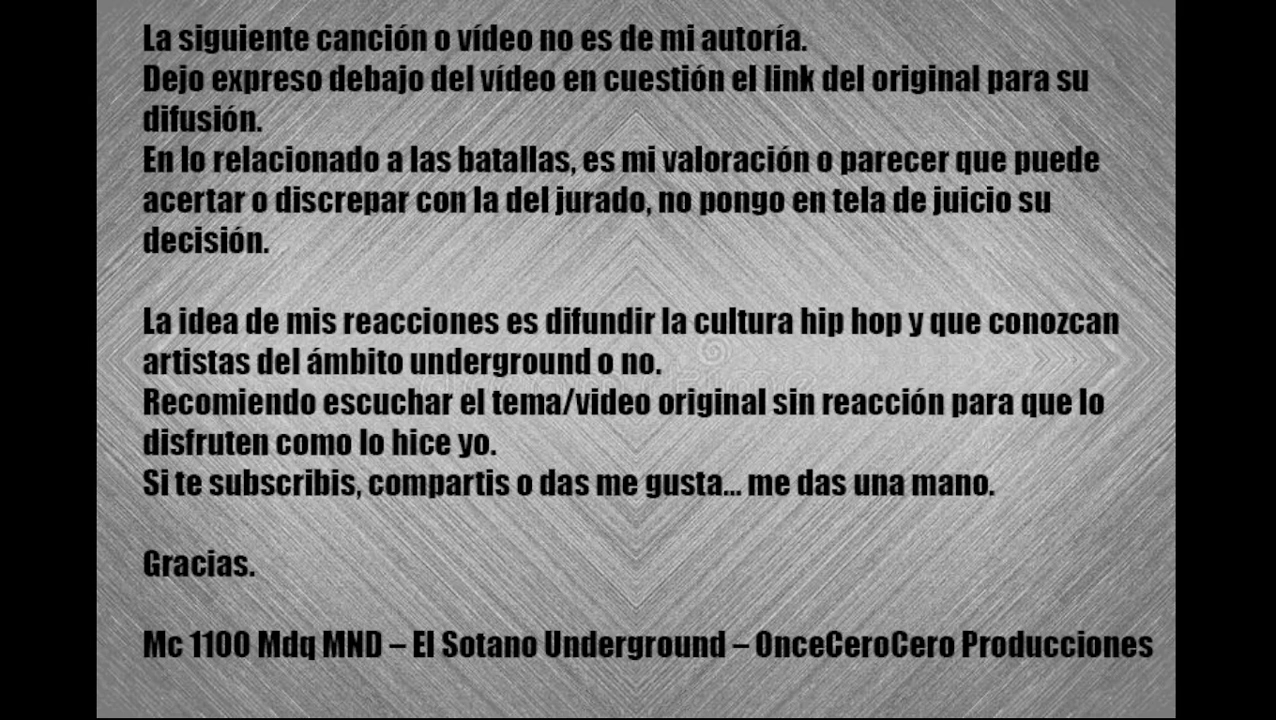 La siguiente canción o vídeo no es de mi autoría.
Dejo expreso debajo del vídeo en cuestión el link del original para su
difusión.
En lo relacionado a las batallas, es mi valoración o parecer que puede
acertar o discrepar con la del jurado, no pongo en tela de juicio su
decisión.
La idea de mis reacciones es difundir la cultura hip hop y que conozcan
artistas del ámbito underground o no.
Recomiendo escuchar el tema/video original sin reacción para que lo
disfruten como lo hice yo.
Si te subscribis, compartis o das me gusta... me das una mano.
Gracias.
Mc 1100 Mdq MND – El Sotano Underground – OnceCeroCero Producciones